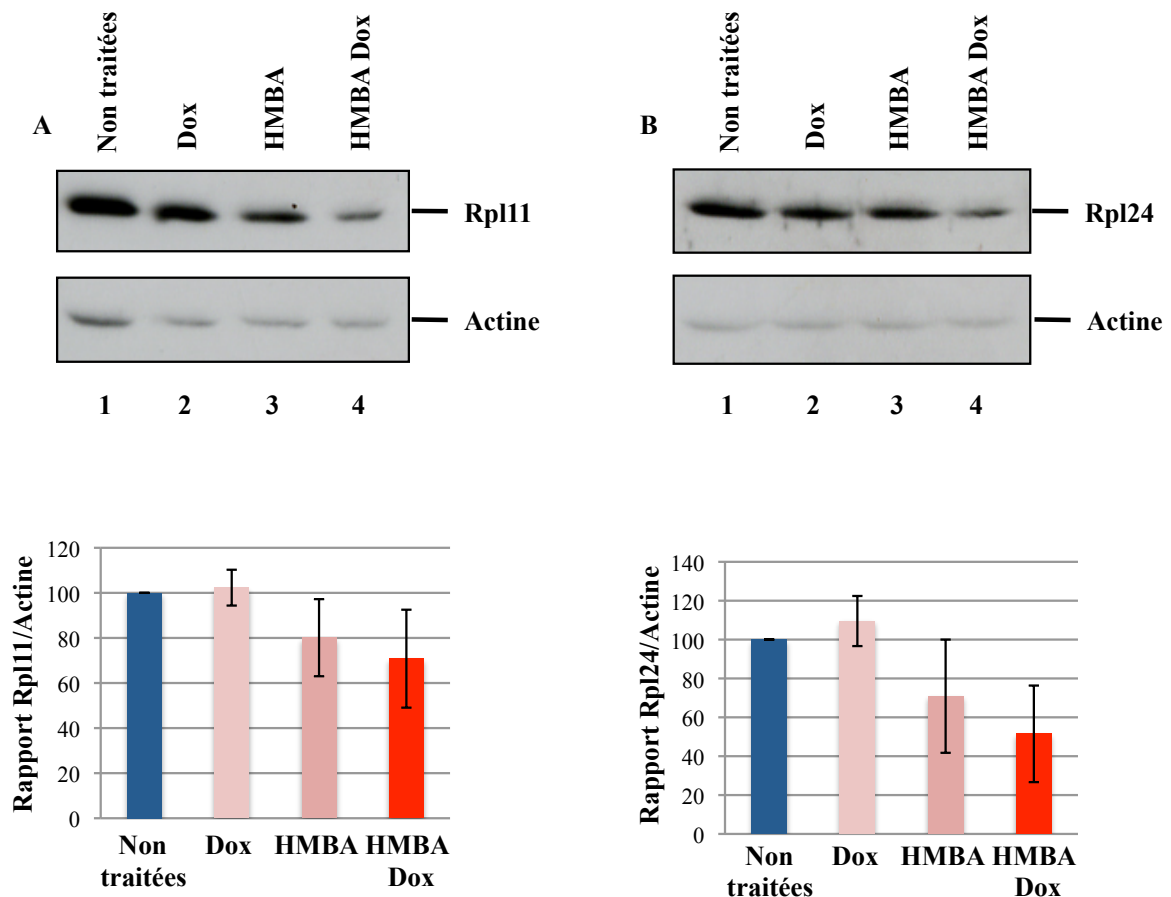 A
Non traitées
Dox
HMBA
HMBA Dox
Rpl11
Actine
1 2 3 4
B
Non traitées
Dox
HMBA
HMBA Dox
Rpl24
Actine
1 2 3 4
Rapport Rpl11/Actine
120
100
80
60
40
20
0
Non
traitées
Dox
HMBA
HMBA
Dox
Rapport Rpl24/Actine
140
120
100
80
60
40
20
0
Non
traitées
Dox
HMBA
HMBA
Dox